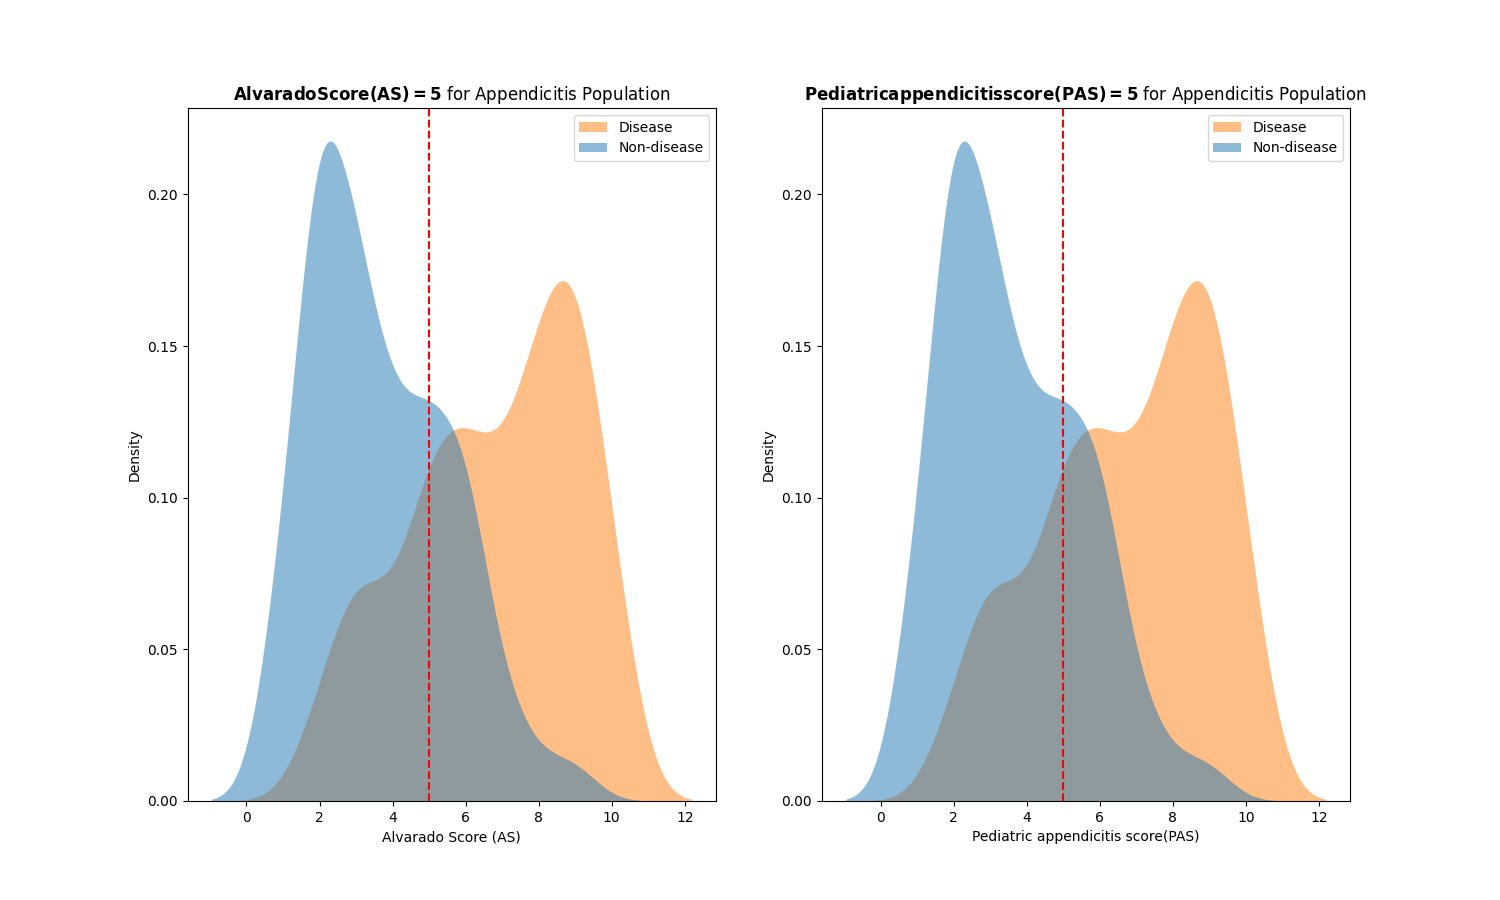 AlvaradoScore(AS) = 5 for Appendicitis Population
Disease
Non-disease
0.20
0.15
0.10
0.05
0.00
Density
0 2 4 6 8 10 12
Alvarado Score (AS)
Pediatricappendicitisscore(PAS) = 5 for Appendicitis Population
Disease
Non-disease
0.20
0.15
0.10
0.05
0.00
Density
0 2 4 6 8 10 12
Pediatric appendicitis score(PAS)